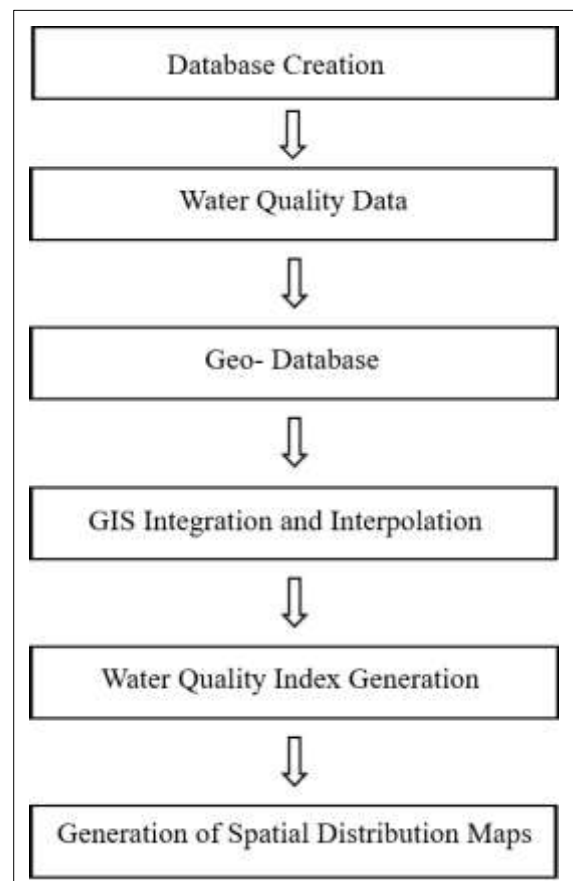 Database Creation
Water Quality Data
Geo- Database
GIS Integration and Interpolation
Water Quality Index Generation
Generation of Spatial Distribution Maps